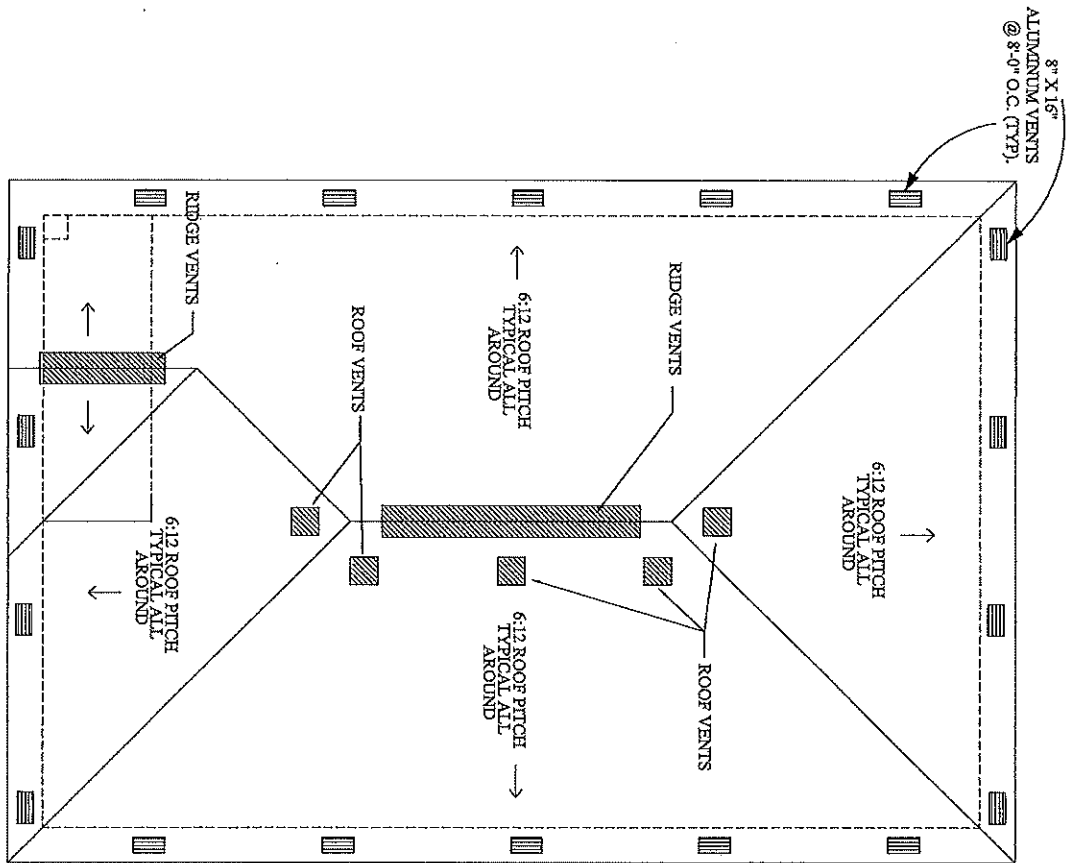 8" X 16"
ALUMINUM VENTS
@ 8'-0" O.C. (TYP).
RIDGE VENTS
ROOF VENTS
6:12 ROOF PITCH
TYPICAL ALL
AROUND
RIDGE VENTS
6:12 ROOF PITCH
TYPICAL ALL
AROUND
6:12 ROOF PITCH
TYPICAL ALL
AROUND
6:12 ROOF PITCH
TYPICAL ALL
AROUND
ROOF VENTS